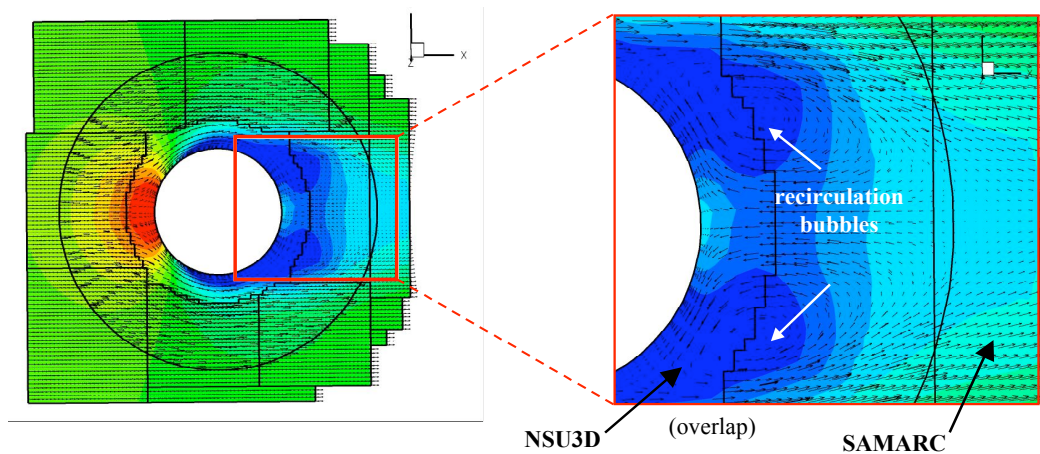 X
Z
recirculation
bubbles
NSU3D
(overlap)
SAMARC